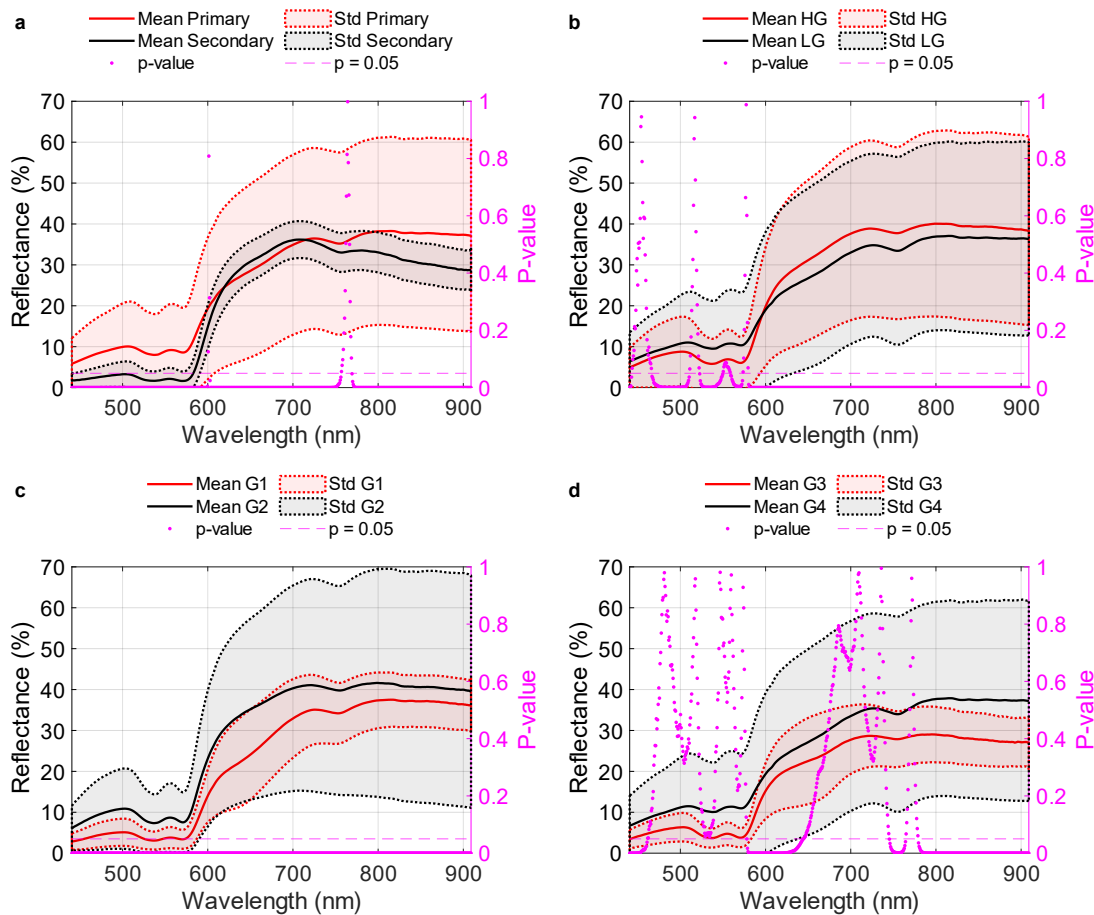 a
Mean Primary Std Primary
Mean Secondary Std Secondary
p-value p = 0.05
70 1
60
0.8
50
0.6
40
30
0.4
20
0.2
10
0 0
500 600 700 800 900
Wavelength (nm)
Reflectance (%)
P-value
b
Mean HG Std HG
Mean LG Std LG
p-value p = 0.05
70 1
60
0.8
50
0.6
40
30
0.4
20
0.2
10
0 0
500 600 700 800 900
Wavelength (nm)
Reflectance (%)
P-value
c
Mean G1 Std G1
Mean G2 Std G2
p-value p = 0.05
70 1
60
0.8
50
0.6
40
30
0.4
20
0.2
10
0 0
500 600 700 800 900
Wavelength (nm)
Reflectance (%)
P-value
d
Mean G3 Std G3
Mean G4 Std G4
p-value p = 0.05
70 1
60
0.8
50
0.6
40
30
0.4
20
0.2
10
0 0
500 600 700 800 900
Wavelength (nm)
Reflectance (%)
P-value